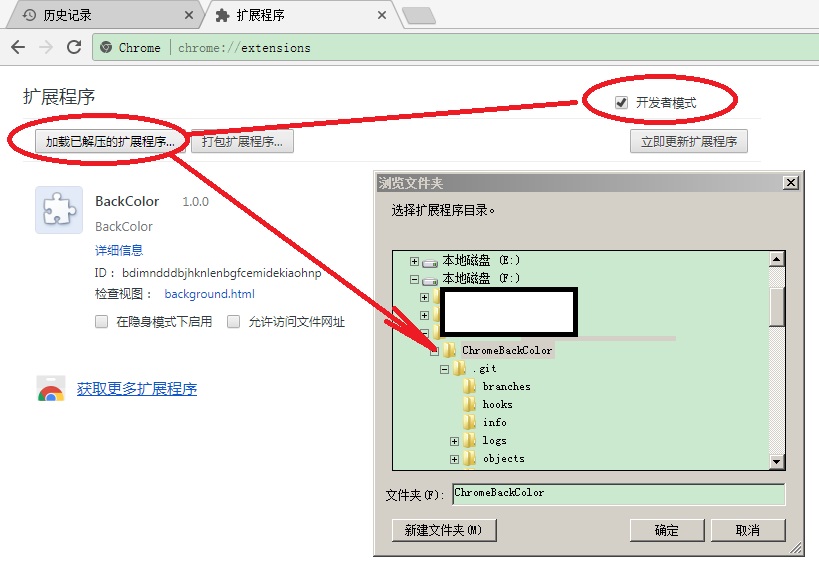 历史记录
扩展程序
Chrome | chrome://extensions
扩展程序
开发者模式
加载已解压的扩展程序...
打包扩展程序...
立即更新扩展程序
BackColor 1.0.0
BackColor
详细信息
ID： bdimndddbjhknlenbgfcemidekiaohnp
检查视图： background.html
在隐身模式下启用
允许访问文件网址
获取更多扩展程序
浏览文件夹
选择扩展程序目录。
本地磁盘 (E:)
本地磁盘 (F:)
ChromeBackColor
.git
branches
hooks
info
logs
objects
文件夹(F): ChromeBackColor
新建文件夹(M)
确定
取消